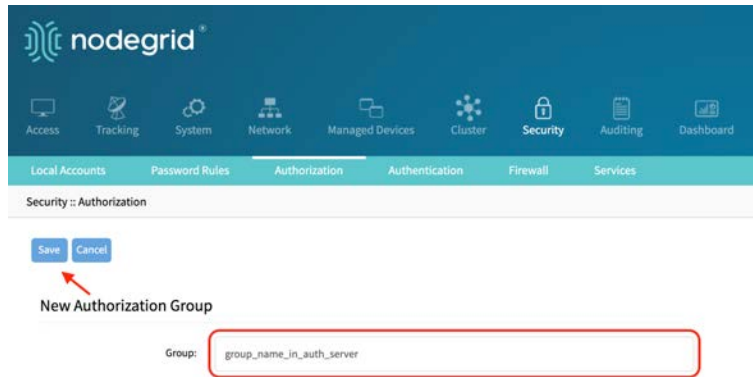 nodegrid®
Access Tracking System Network Managed Devices Cluster Security Auditing Dashboard
Local Accounts Password Rules Authorization Authentication Firewall Services
Security :: Authorization
Save Cancel
New Authorization Group
Group: group_name_in_auth_server